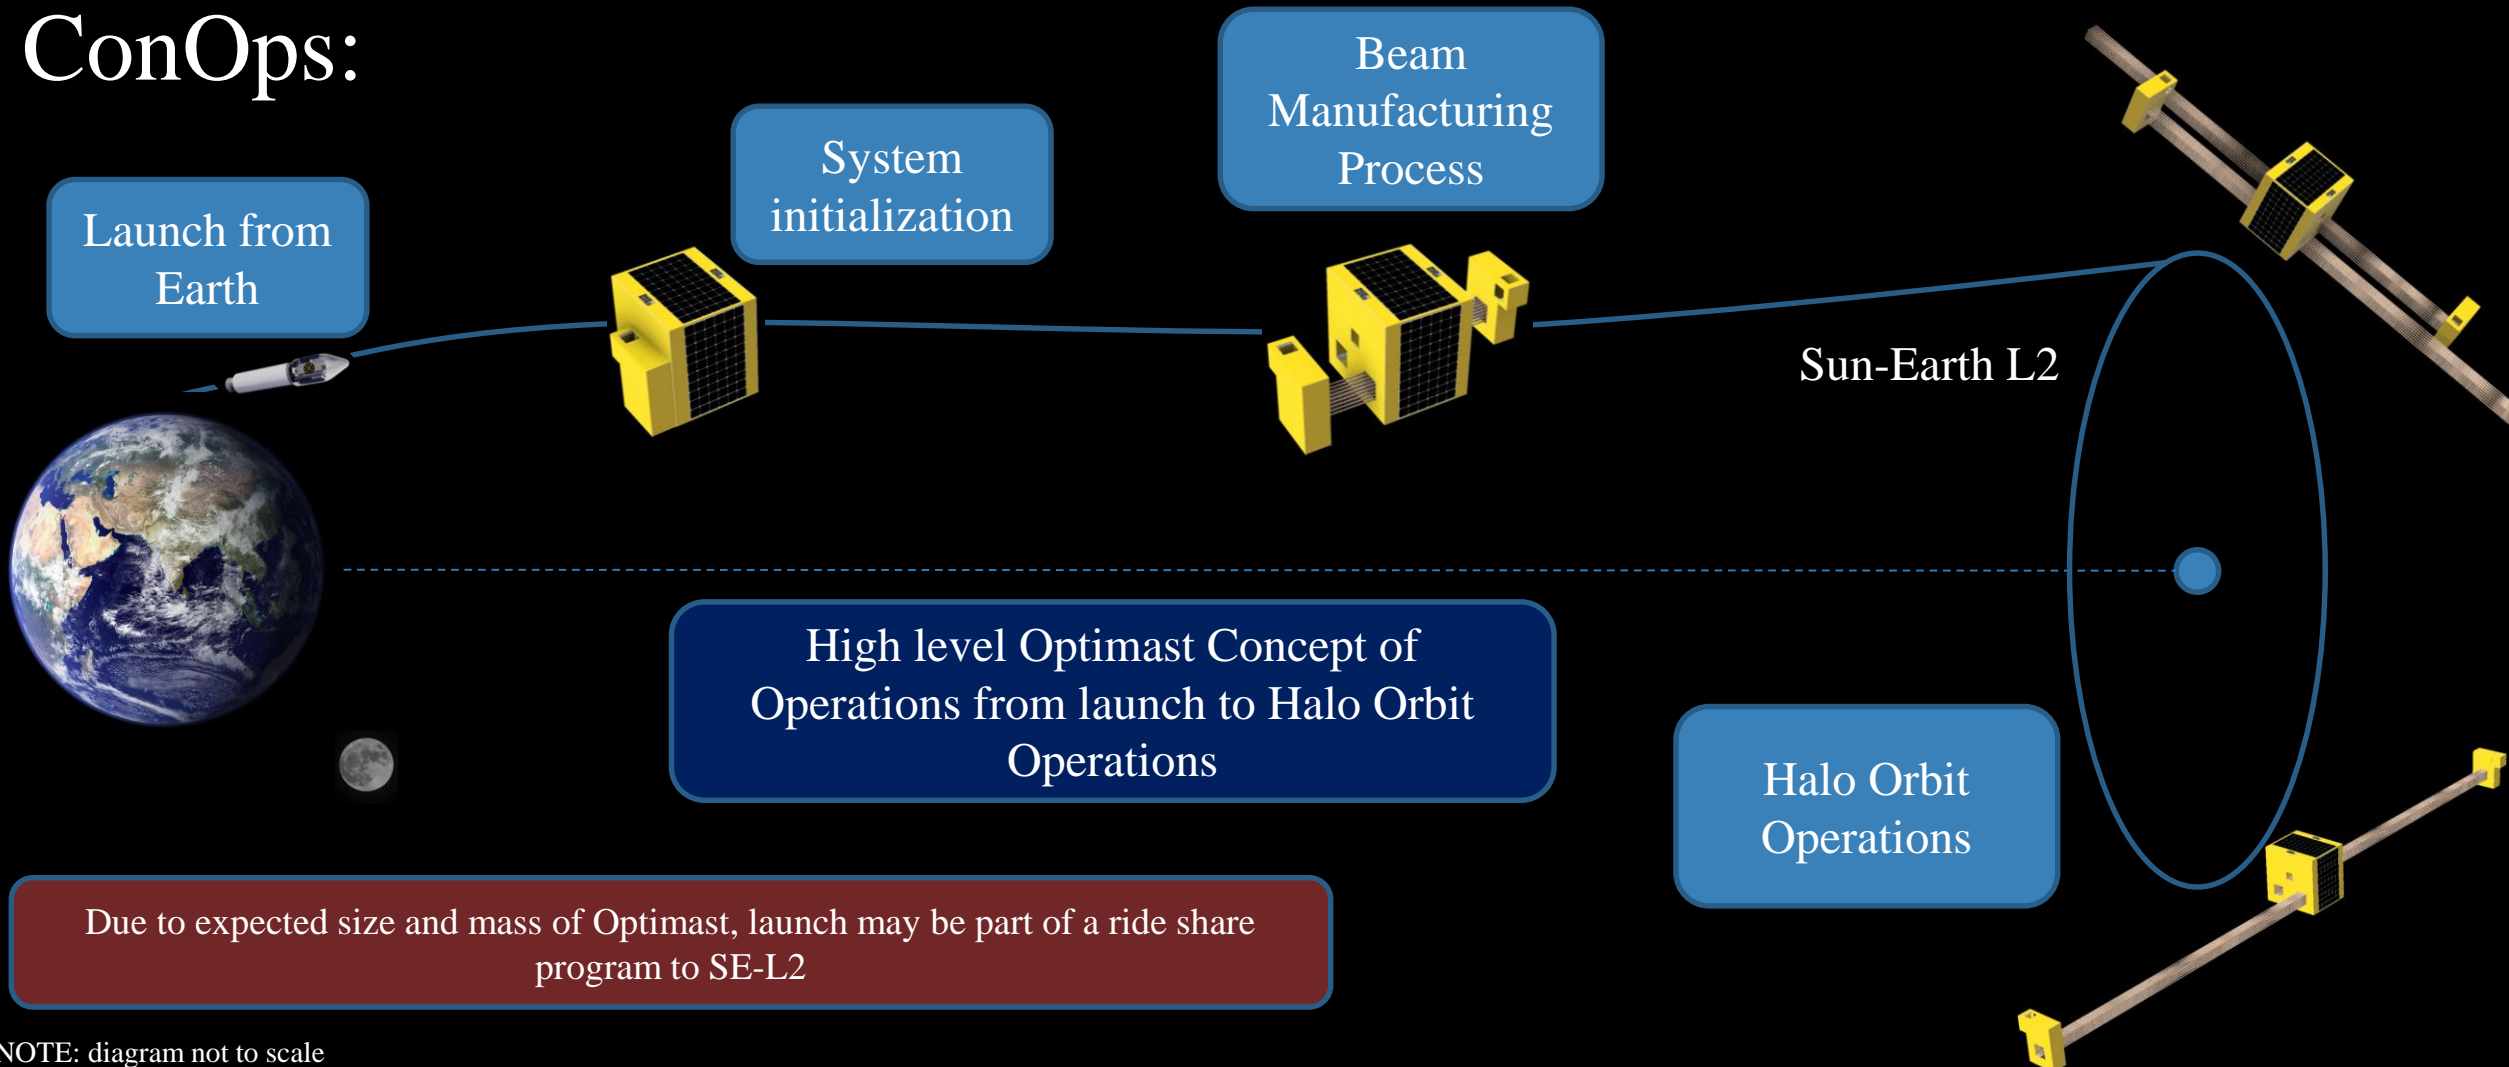 ConOps:
Beam
Manufacturing
Process
System
initialization
Launch from
Earth
Sun-Earth L2
High level Optimast Concept of
Operations from launch to Halo Orbit
Operations
Halo Orbit
Operations
Due to expected size and mass of Optimast, launch may be part of a ride share
program to SE-L2
NOTE: diagram not to scale